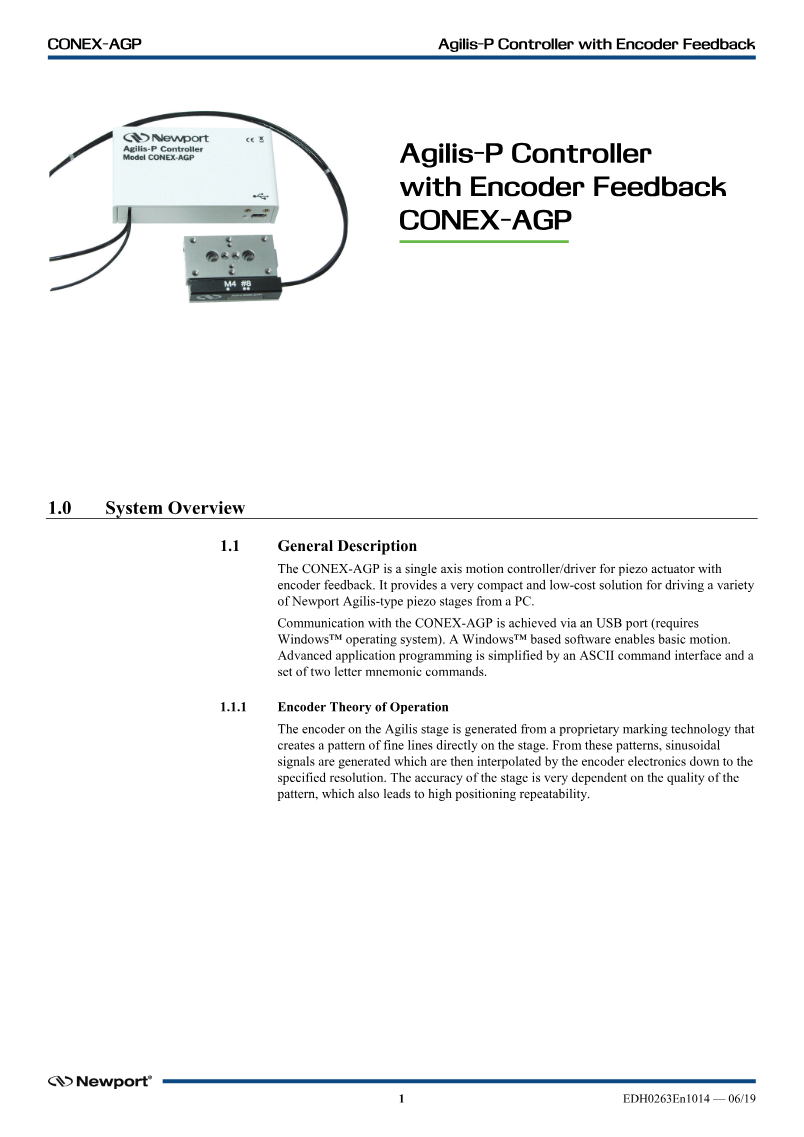 CONEX-AGP
Agilis-P Controller with Encoder Feedback
Newport
Agilis-P Controller
Model CONEX-AGP
CE
M4 #8
Agilis-P Controller
with Encoder Feedback
CONEX-AGP
1.0 System Overview
1.1 General Description
The CONEX-AGP is a single axis motion controller/driver for piezo actuator with
encoder feedback. It provides a very compact and low-cost solution for driving a variety
of Newport Agilis-type piezo stages from a PC.
Communication with the CONEX-AGP is achieved via an USB port (requires
Windows™ operating system). A Windows™ based software enables basic motion.
Advanced application programming is simplified by an ASCII command interface and a
set of two letter mnemonic commands.
1.1.1 Encoder Theory of Operation
The encoder on the Agilis stage is generated from a proprietary marking technology that
creates a pattern of fine lines directly on the stage. From these patterns, sinusoidal
signals are generated which are then interpolated by the encoder electronics down to the
specified resolution. The accuracy of the stage is very dependent on the quality of the
pattern, which also leads to high positioning repeatability.
Newport®
1
EDH0263En1014 — 06/19